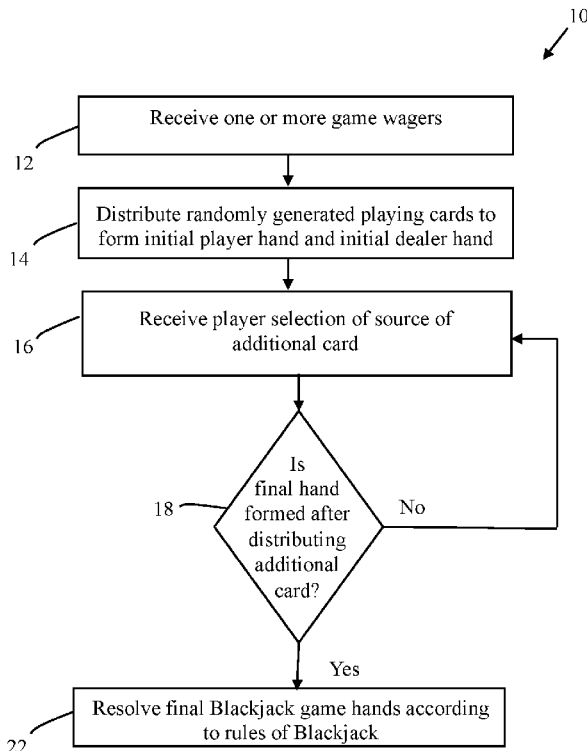 10
Receive one or more game wagers
12
Distribute randomly generated playing cards to
form initial player hand and initial dealer hand
14
Receive player selection of source of
additional card
16
Is
final hand
formed after
distributing
additional
card?
18
No
Yes
Resolve final Blackjack game hands according
to rules of Blackjack
22